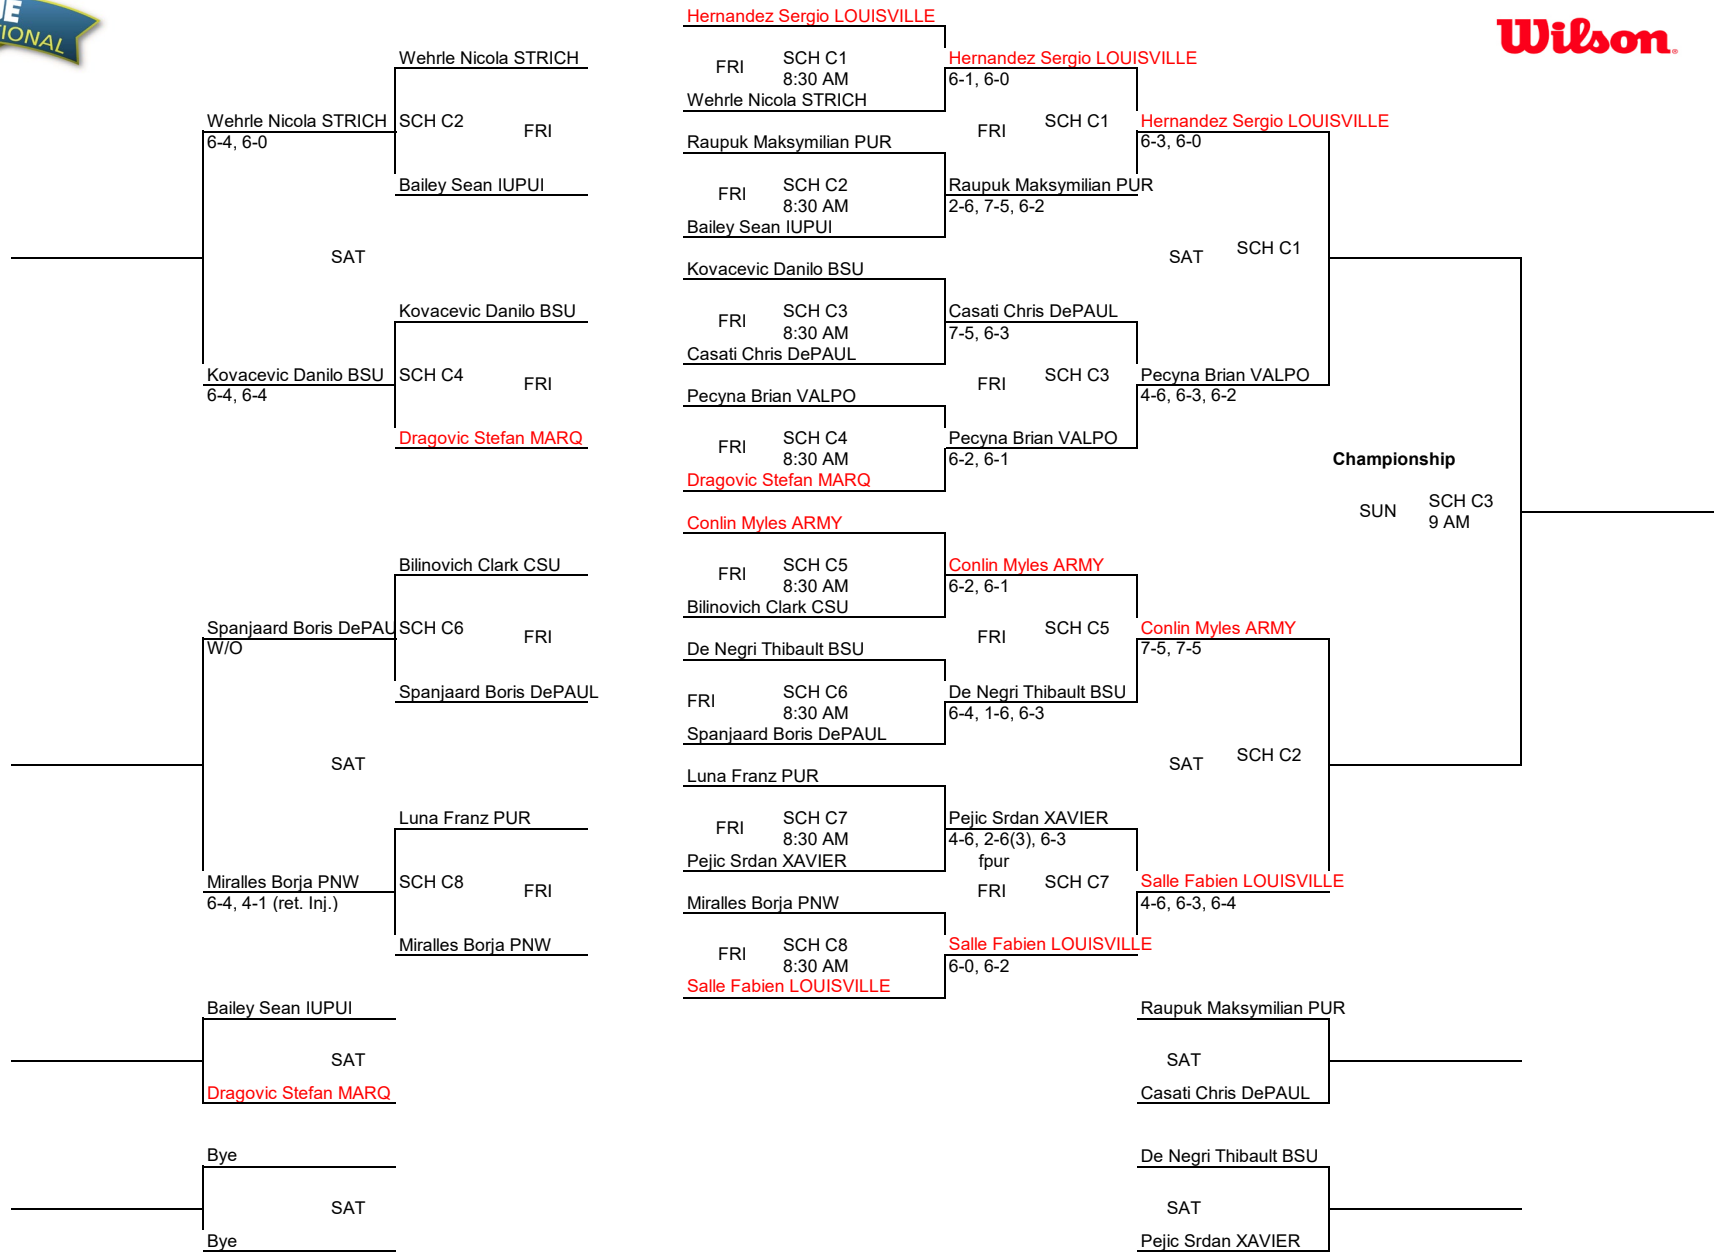 UE
TIONAL
Wilson.
Hernandez Sergio LOUISVILLE
Wehrle Nicola STRICH
FRI
SCH C1
8:30 AM
Hernandez Sergio LOUISVILLE
6-1, 6-0
Wehrle Nicola STRICH
Wehrle Nicola STRICH
6-4, 6-0
SCH C2
FRI
FRI
SCH C1
Hernandez Sergio LOUISVILLE
6-3, 6-0
Raupuk Maksymilian PUR
Bailey Sean IUPUI
FRI
SCH C2
8:30 AM
Raupuk Maksymilian PUR
2-6, 7-5, 6-2
Bailey Sean IUPUI
SAT
SAT
SCH C1
Kovacevic Danilo BSU
Kovacevic Danilo BSU
FRI
SCH C3
8:30 AM
Casati Chris DePAUL
7-5, 6-3
Casati Chris DePAUL
Kovacevic Danilo BSU
6-4, 6-4
SCH C4
FRI
FRI
SCH C3
Pecyna Brian VALPO
4-6, 6-3, 6-2
Pecyna Brian VALPO
Dragovic Stefan MARQ
FRI
SCH C4
8:30 AM
Pecyna Brian VALPO
6-2, 6-1
Dragovic Stefan MARQ
Championship
SUN
SCH C3
9 AM
Conlin Myles ARMY
Bilinovich Clark CSU
FRI
SCH C5
8:30 AM
Conlin Myles ARMY
6-2, 6-1
Bilinovich Clark CSU
Spanjaard Boris DePAU
W/O
SCH C6
FRI
FRI
SCH C5
Conlin Myles ARMY
7-5, 7-5
De Negri Thibault BSU
Spanjaard Boris DePAUL
FRI
SCH C6
8:30 AM
De Negri Thibault BSU
6-4, 1-6, 6-3
Spanjaard Boris DePAUL
SAT
SAT
SCH C2
Luna Franz PUR
Luna Franz PUR
FRI
SCH C7
8:30 AM
Pejic Srdan XAVIER
4-6, 2-6(3), 6-3
fpur
Pejic Srdan XAVIER
Miralles Borja PNW
6-4, 4-1 (ret. Inj.)
SCH C8
FRI
FRI
SCH C7
Salle Fabien LOUISVILLE
4-6, 6-3, 6-4
Miralles Borja PNW
Miralles Borja PNW
FRI
SCH C8
8:30 AM
Salle Fabien LOUISVILLE
6-0, 6-2
Salle Fabien LOUISVILLE
Bailey Sean IUPUI
SAT
Dragovic Stefan MARQ
Raupuk Maksymilian PUR
SAT
Casati Chris DePAUL
Bye
SAT
Bye
De Negri Thibault BSU
SAT
Pejic Srdan XAVIER